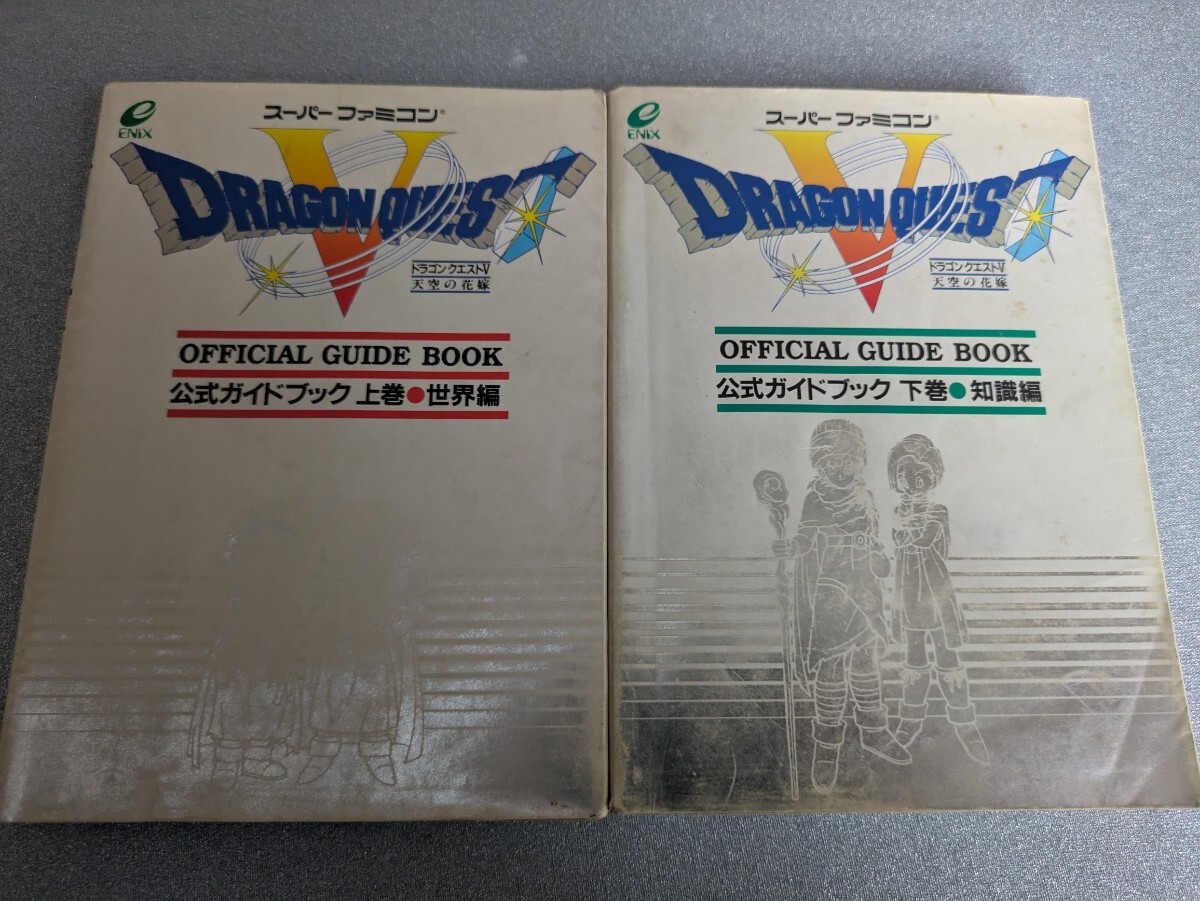 ENIX
スーパーファミコン®
DRAGON QUEST
V
ドラゴンクエストV
天空の花嫁
OFFICIAL GUIDE BOOK
公式ガイドブック 上巻●世界編
ENIX
スーパーファミコン®
DRAGON QUEST
V
ドラゴンクエストV
天空の花嫁
OFFICIAL GUIDE BOOK
公式ガイドブック 下巻●知識編